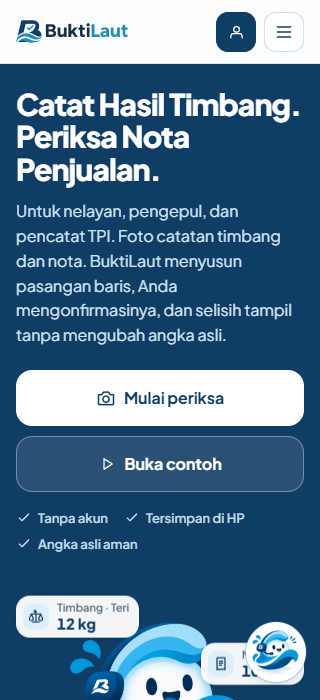 BuktiLaut
Catat Hasil Timbang.
Periksa Nota
Penjualan.
Untuk nelayan, pengepul, dan
pencatat TPI. Foto catatan timbang
dan nota. BuktiLaut menyusun
pasangan baris, Anda
mengonfirmasinya, dan selisih tampil
tanpa mengubah angka asli.
Mulai periksa
Buka contoh
Tanpa akun
Tersimpan di HP
Angka asli aman
Timbang · Teri
12 kg